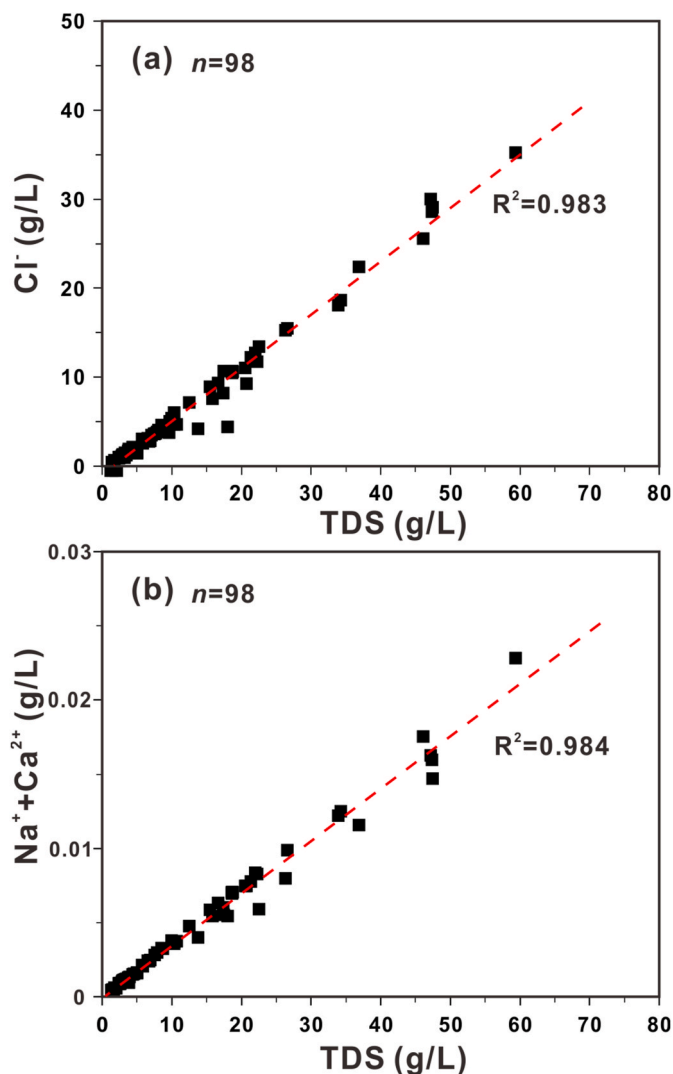 (a) n=98
50
40
30
20
10
0
Cl⁻ (g/L)
R²=0.983
0 10 20 30 40 50 60 70 80
TDS (g/L)
(b) n=98
0.03
0.02
0.01
0
Na⁺+Ca²⁺ (g/L)
R²=0.984
0 10 20 30 40 50 60 70 80
TDS (g/L)